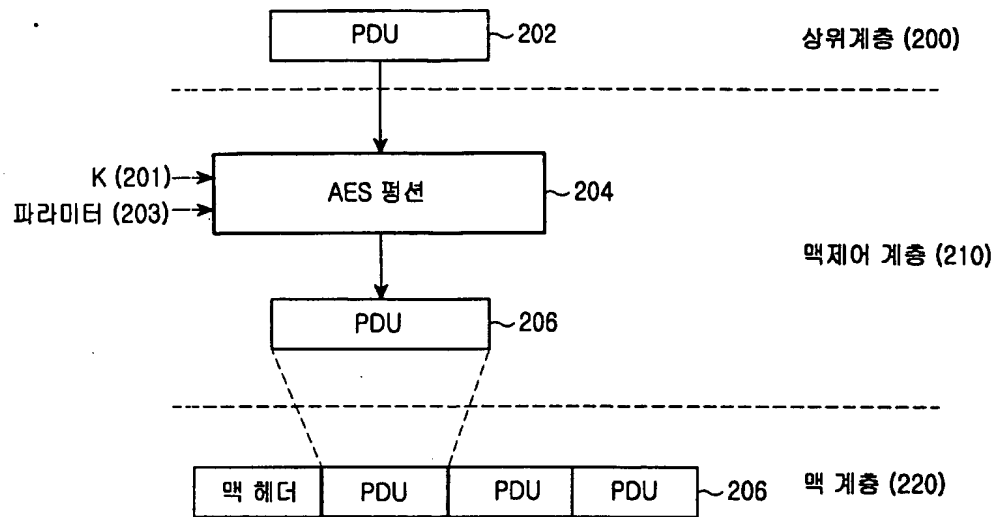 PDU 202 상위계층 (200)
K (201)
파라미터 (203)
AES 펑션 204
맥제어 계층 (210)
PDU 206
맥 헤더 PDU PDU PDU 206 맥 계층 (220)